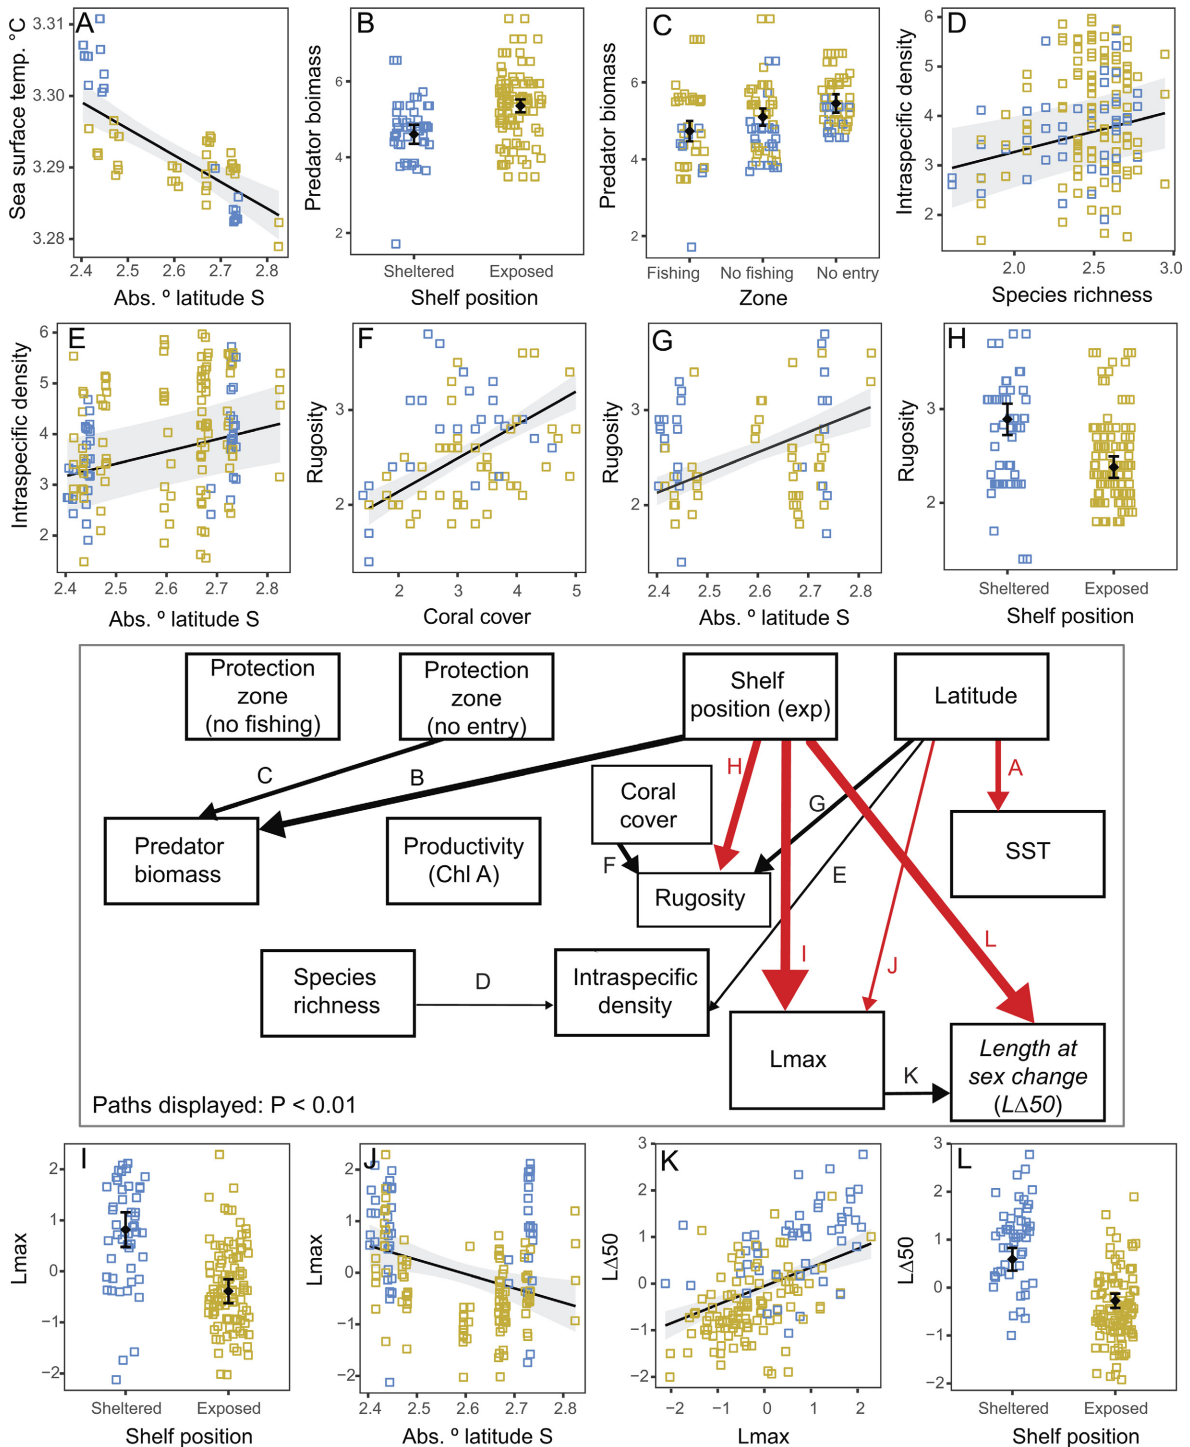 A
Sea surface temp. °C
3.31
3.30
3.29
3.28
2.4 2.5 2.6 2.7 2.8
Abs. º latitude S
B
Predator boimass
6
4
2
Sheltered Exposed
Shelf position
C
Predator biomass
6
4
2
Fishing No fishing No entry
Zone
D
Intraspecific density
6
5
4
3
2
2.0 2.5 3.0
Species richness
E
Intraspecific density
6
5
4
3
2
2.4 2.5 2.6 2.7 2.8
Abs. º latitude S
F
Rugosity
3
2
2 3 4 5
Coral cover
G
Rugosity
3
2
2.4 2.5 2.6 2.7 2.8
Abs. º latitude S
H
Rugosity
3
2
Sheltered Exposed
Shelf position
Protection
zone
(no fishing)
Protection
zone
(no entry)
Shelf
position (exp)
Latitude
C
B
H
G
A
Coral
cover
Predator
biomass
Productivity
(Chl A)
SST
F
E
Rugosity
L
I
J
Species
richness
D
Intraspecific
density
Lmax
K
Length at
sex change
(LΔ50)
Paths displayed: P < 0.01
I
Lmax
2
1
0
−1
−2
Sheltered Exposed
Shelf position
J
Lmax
2
1
0
−1
−2
2.4 2.5 2.6 2.7 2.8
Abs. º latitude S
K
LΔ50
3
2
1
0
−1
−2
−2 −1 0 1 2
Lmax
L
LΔ50
3
2
1
0
−1
−2
Sheltered Exposed
Shelf position